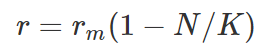 r = r_m(1 − N/K)